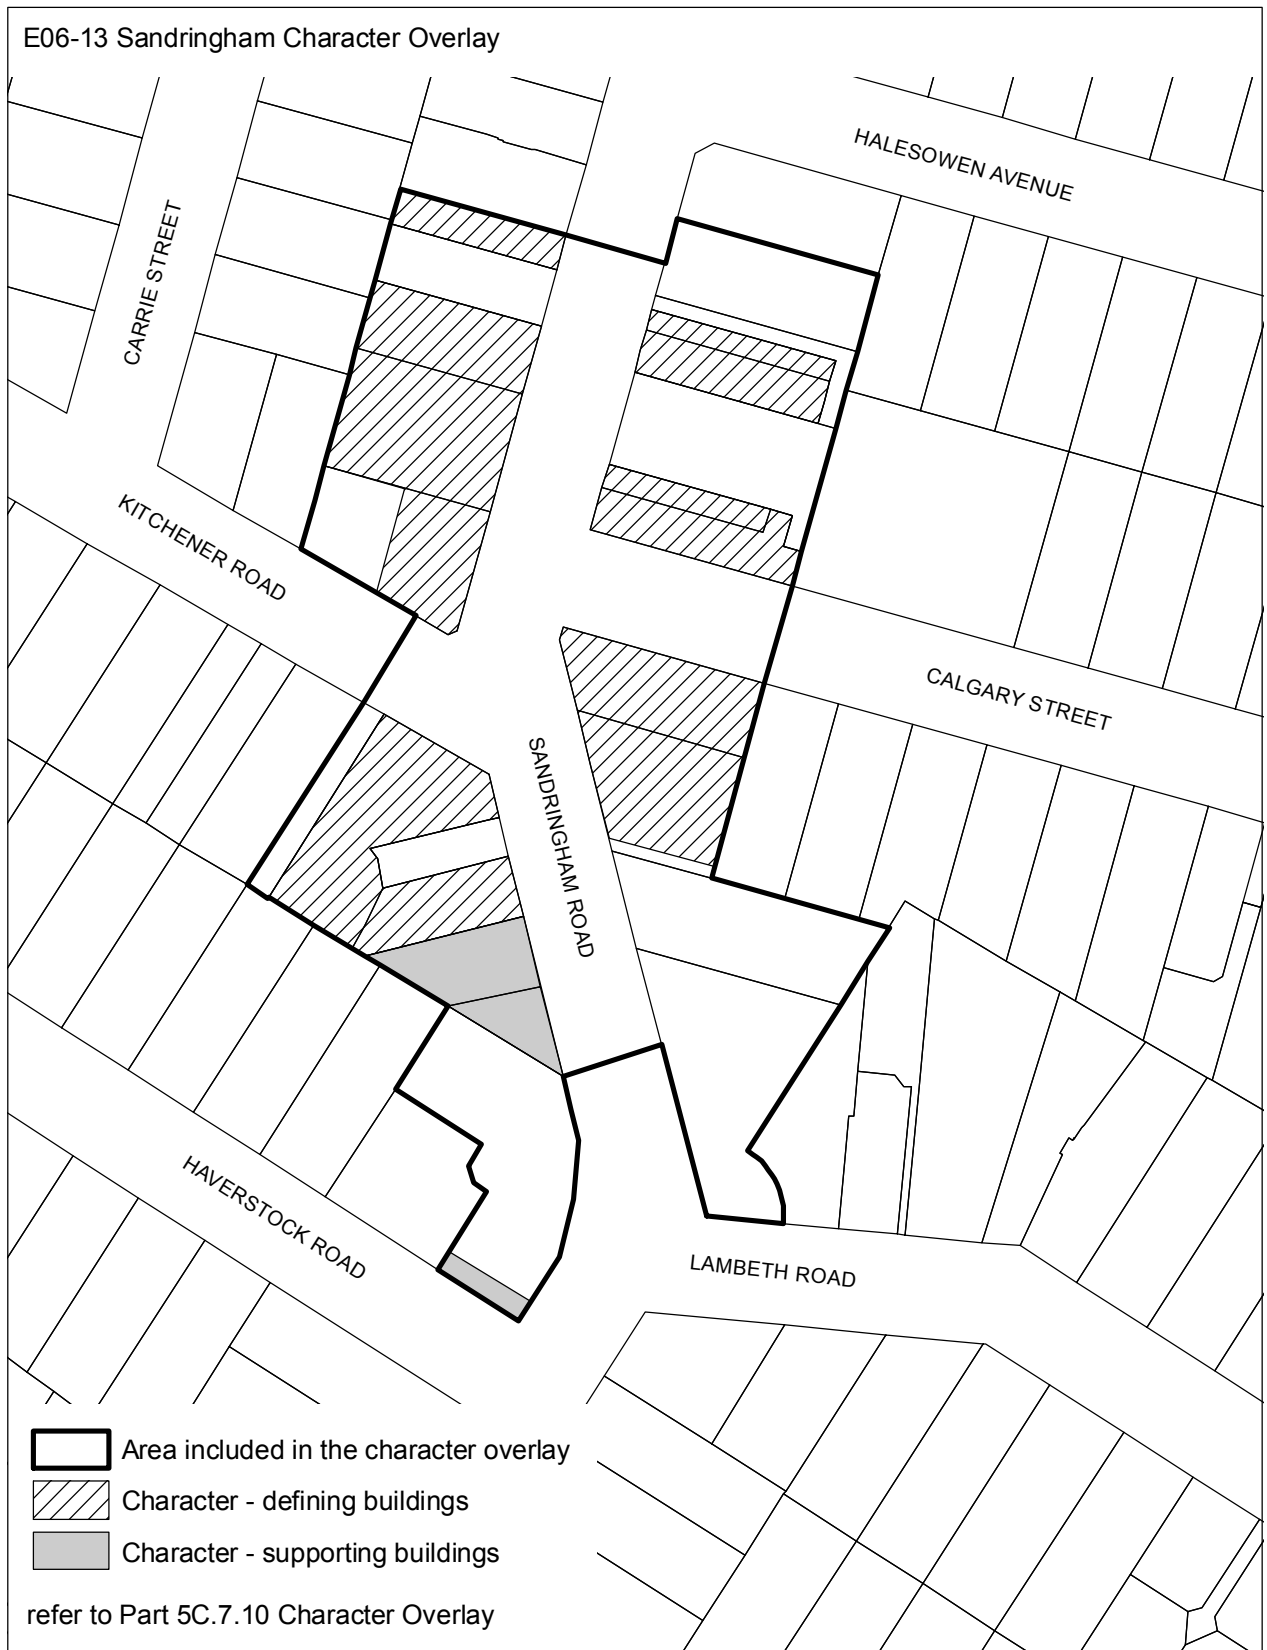 E06-13 Sandringham Character Overlay
HALESOWEN AVENUE
CARRIE STREET
KITCHENER ROAD
CALGARY STREET
SANDRINGHAM ROAD
HAVERSTOCK ROAD
LAMBETH ROAD
Area included in the character overlay
Character - defining buildings
Character - supporting buildings
refer to Part 5C.7.10 Character Overlay